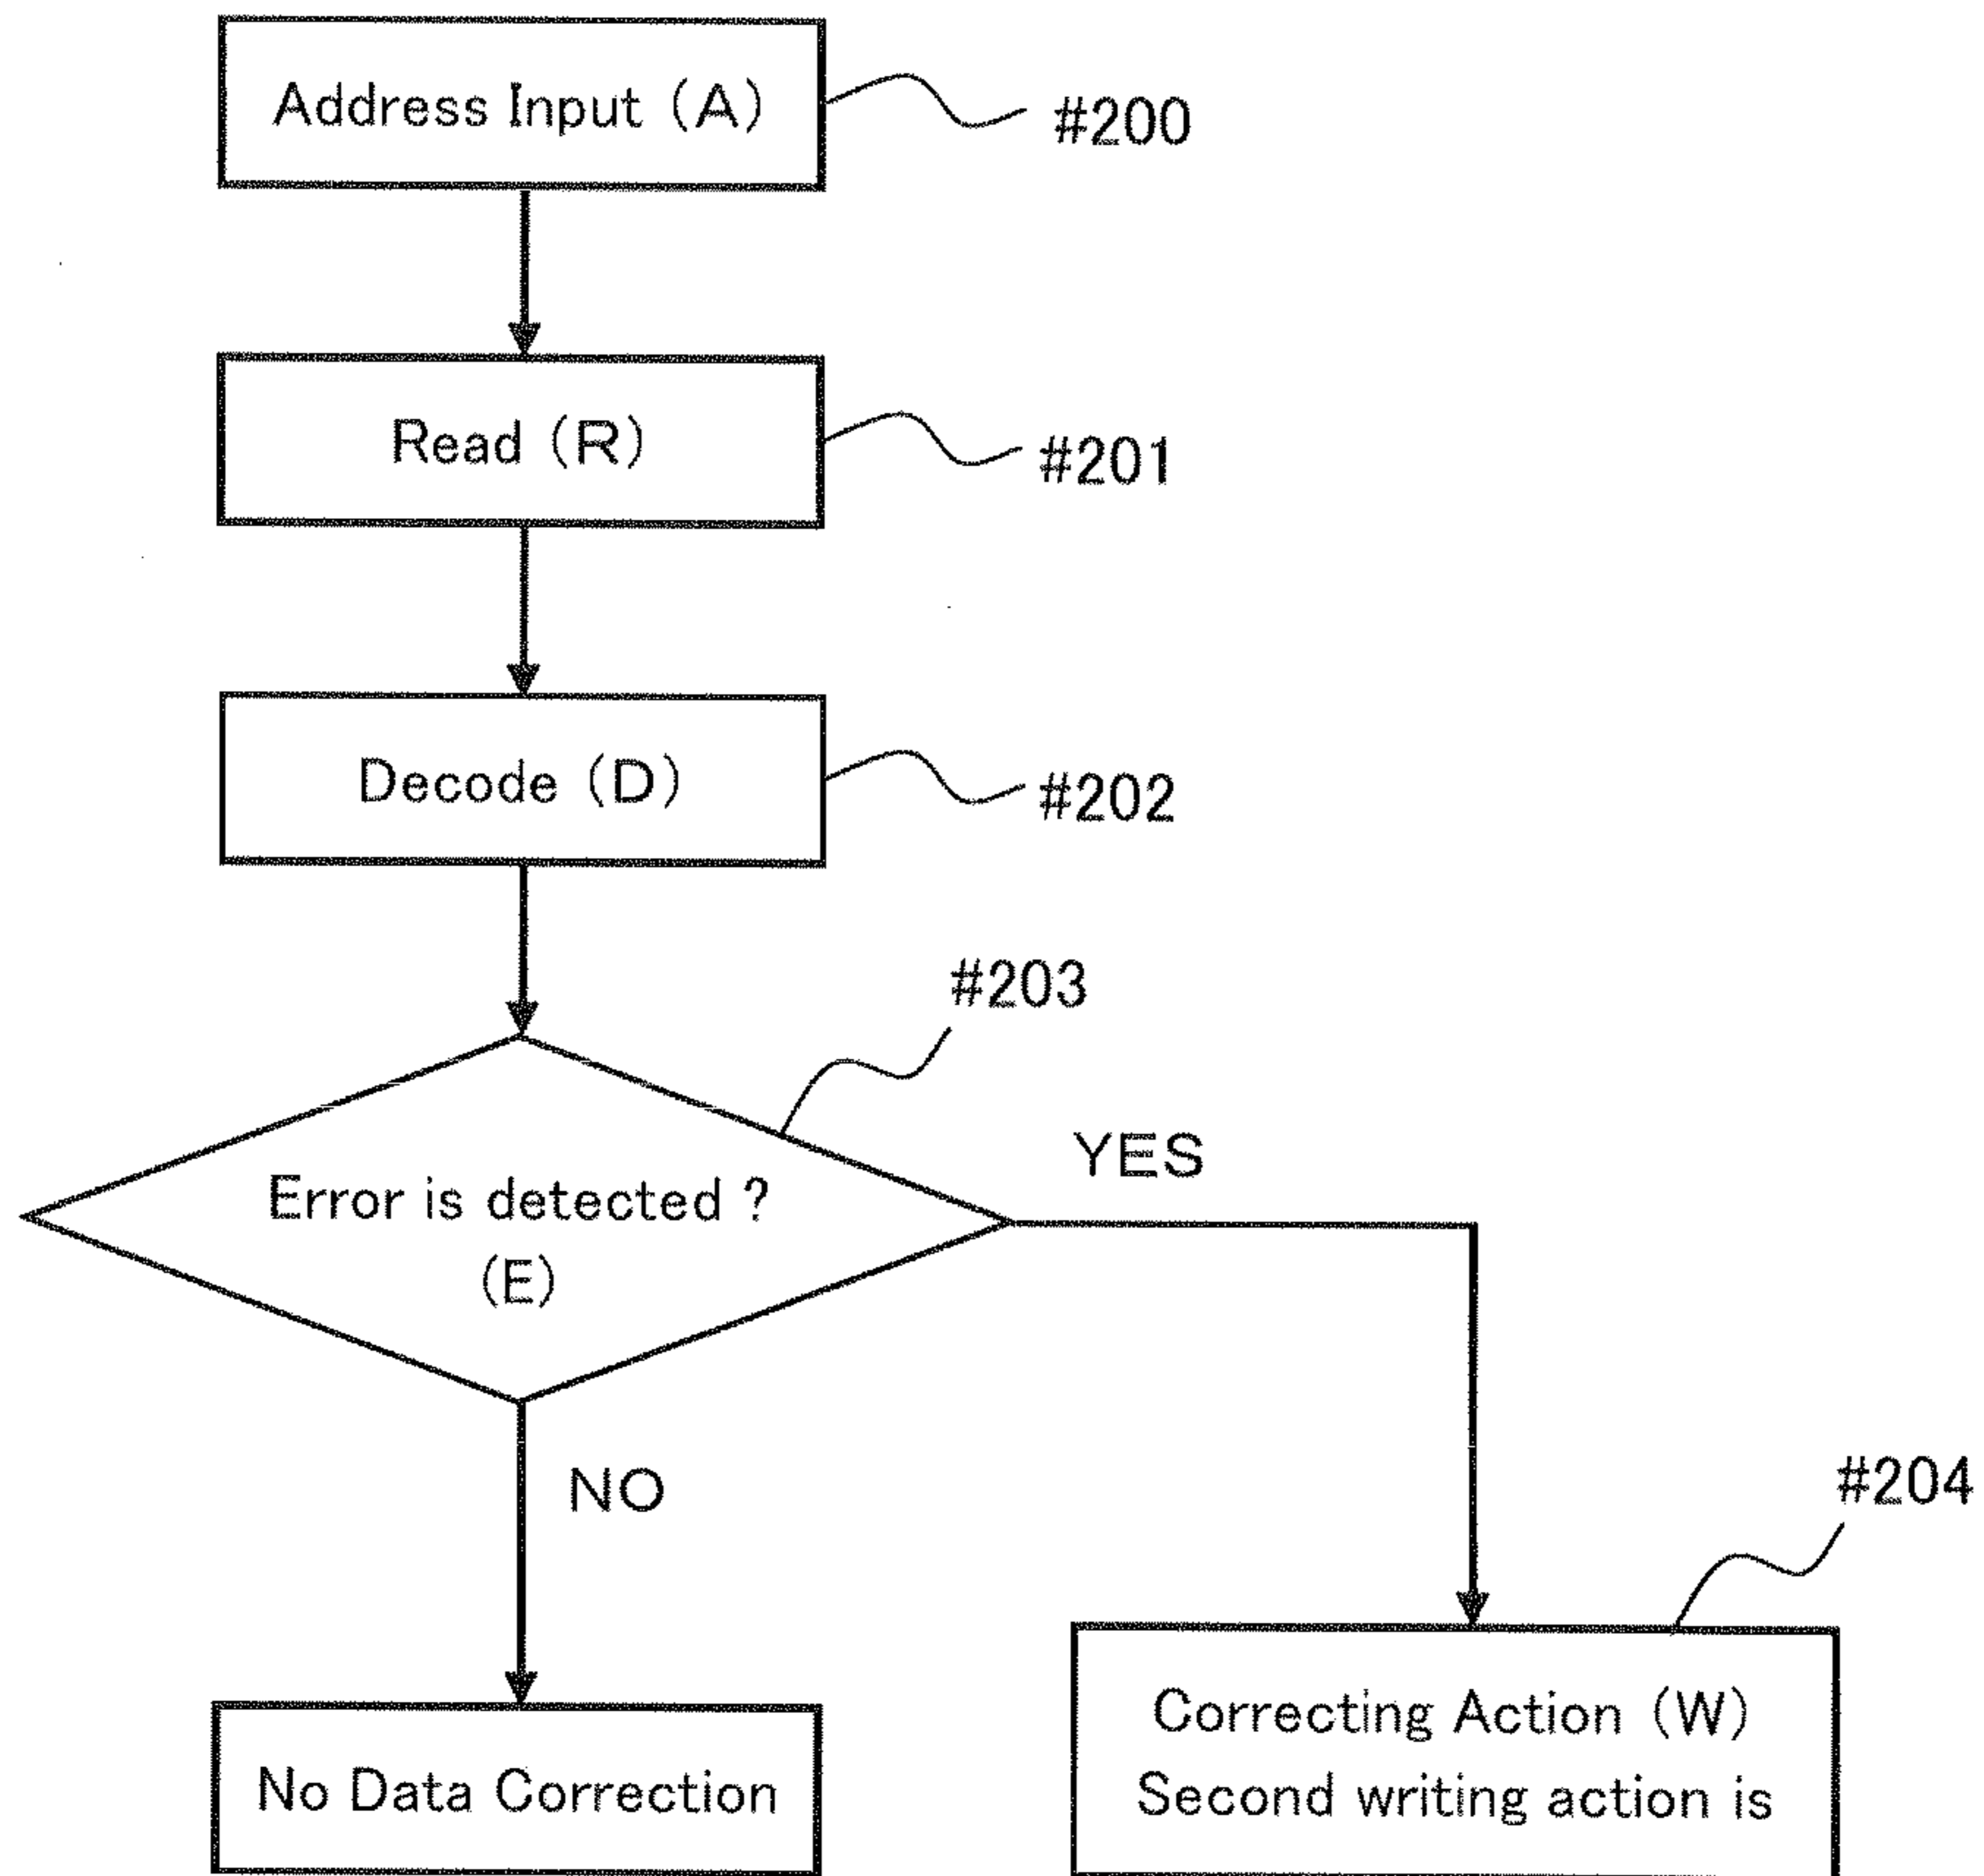 Address Input (A)
#200
Read (R)
#201
Decode (D)
#202
#203
Error is detected ?
(E)
YES
NO
#204
No Data Correction
Correcting Action (W)
Second writing action is